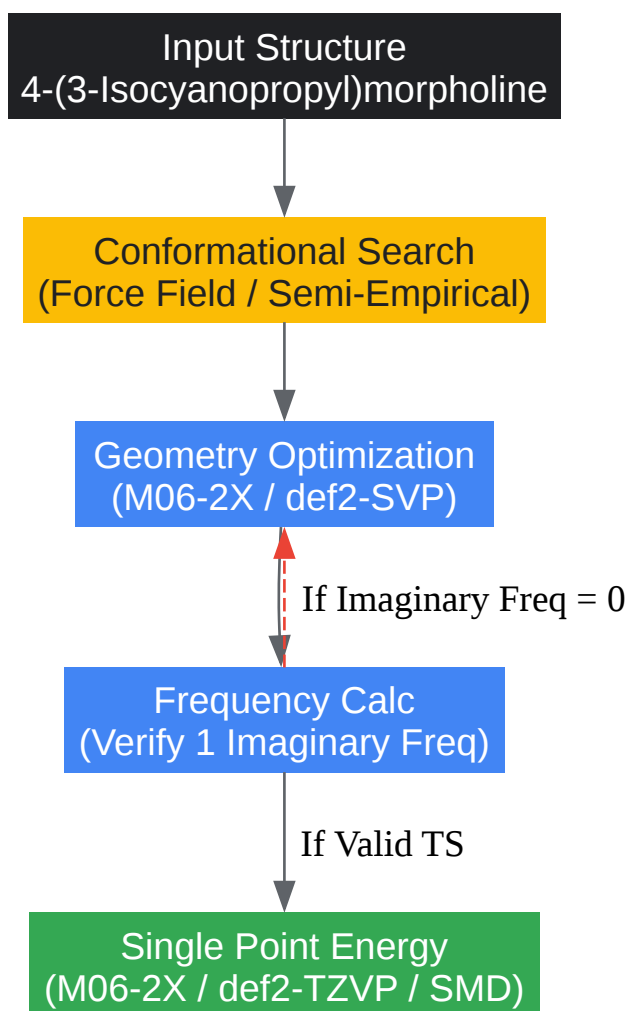 Input Structure
4-(3-Isocyanopropyl)morpholine
Conformational Search
(Force Field / Semi-Empirical)
Geometry Optimization
(M06-2X / def2-SVP)
If Imaginary Freq = 0
Frequency Calc
(Verify 1 Imaginary Freq)
If Valid TS
Single Point Energy
(M06-2X / def2-TZVP / SMD)